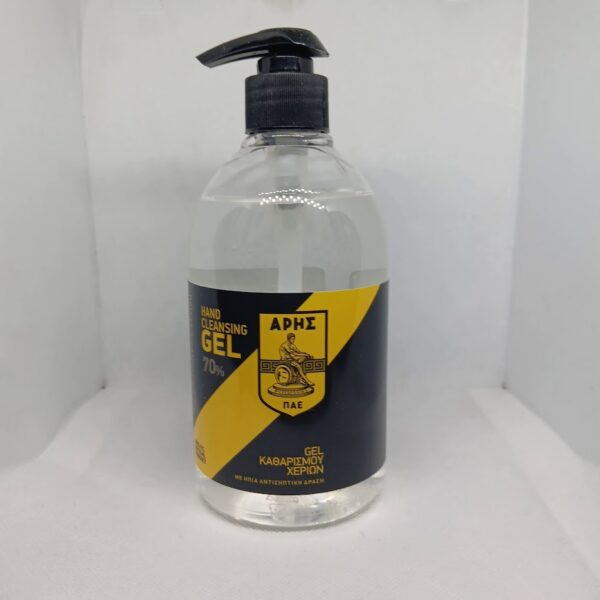 HAND
CLEANSING
GEL
70%
ΑΡΗΣ
ΠΑΕ
GEL
ΚΑΘΑΡΙΣΜΟΥ
ΧΕΡΙΩΝ
ΜΕ ΗΠΙΑ ΑΝΤΙΣΗΠΤΙΚΗ ΔΡΑΣΗ